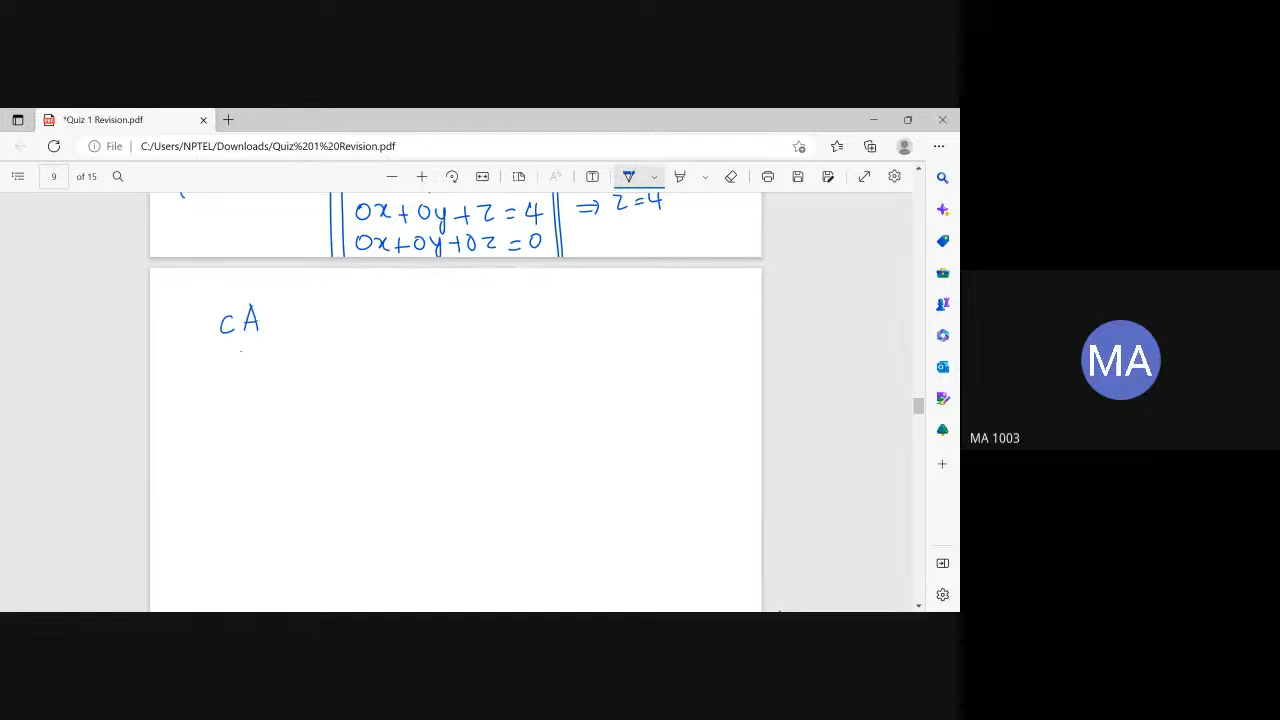 *Quiz 1 Revision.pdf
File C:/Users/NPTEL/Downloads/Quiz%201%20Revision.pdf
9 of 15
0x+0y+z=4 ⇒ z=4
0x+0y+0z=0
cA
MA
MA 1003